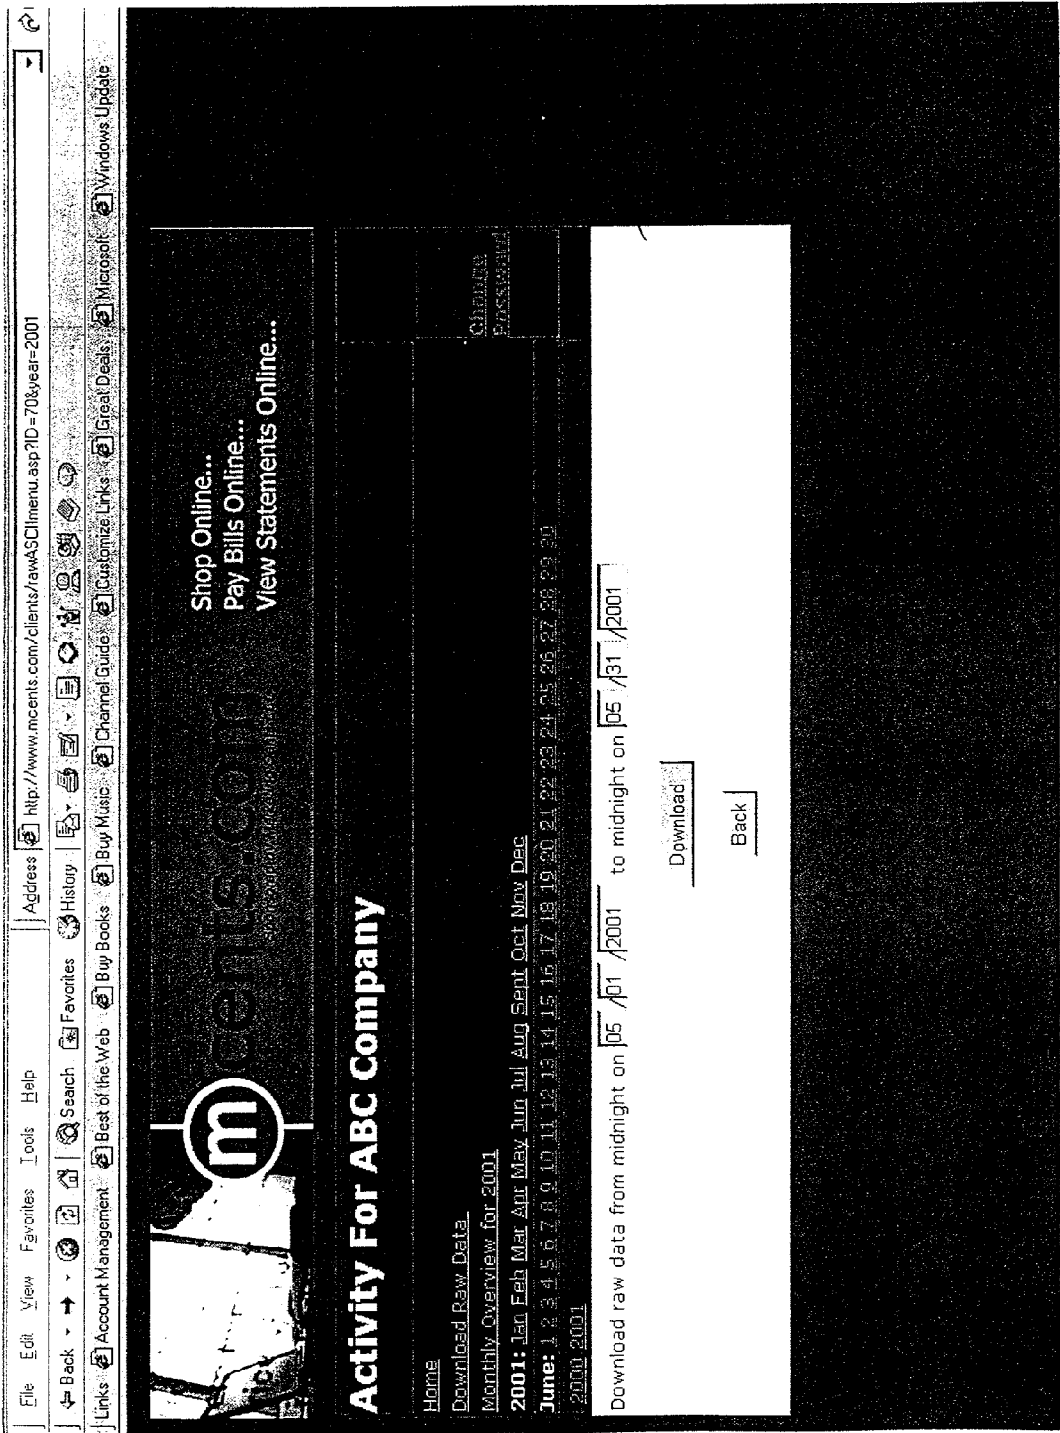 File Edit View Favorites Tools Help
Address http://www.mcents.com/clients/rawASCIImenu.asp?ID=70&year=2001
Back Search Favorites History
Links Account Management Best of the Web Buy Books Buy Music Channel Guide Customize Links Great Deals Microsoft Windows Update
mcents.com
Shop Online...
Pay Bills Online...
View Statements Online...
Activity For ABC Company
Home
Download Raw Data
Monthly Overview for 2001
Change
Password
2001: Jan Feb Mar Apr May Jun Jul Aug Sept Oct Nov Dec
June: 1 2 3 4 5 6 7 8 9 10 11 12 13 14 15 16 17 18 19 20 21 22 23 24 25 26 27 28 29 30
2000 2001
Download raw data from midnight on 05 / 01 / 2001 to midnight on 05 / 31 / 2001
Download
Back